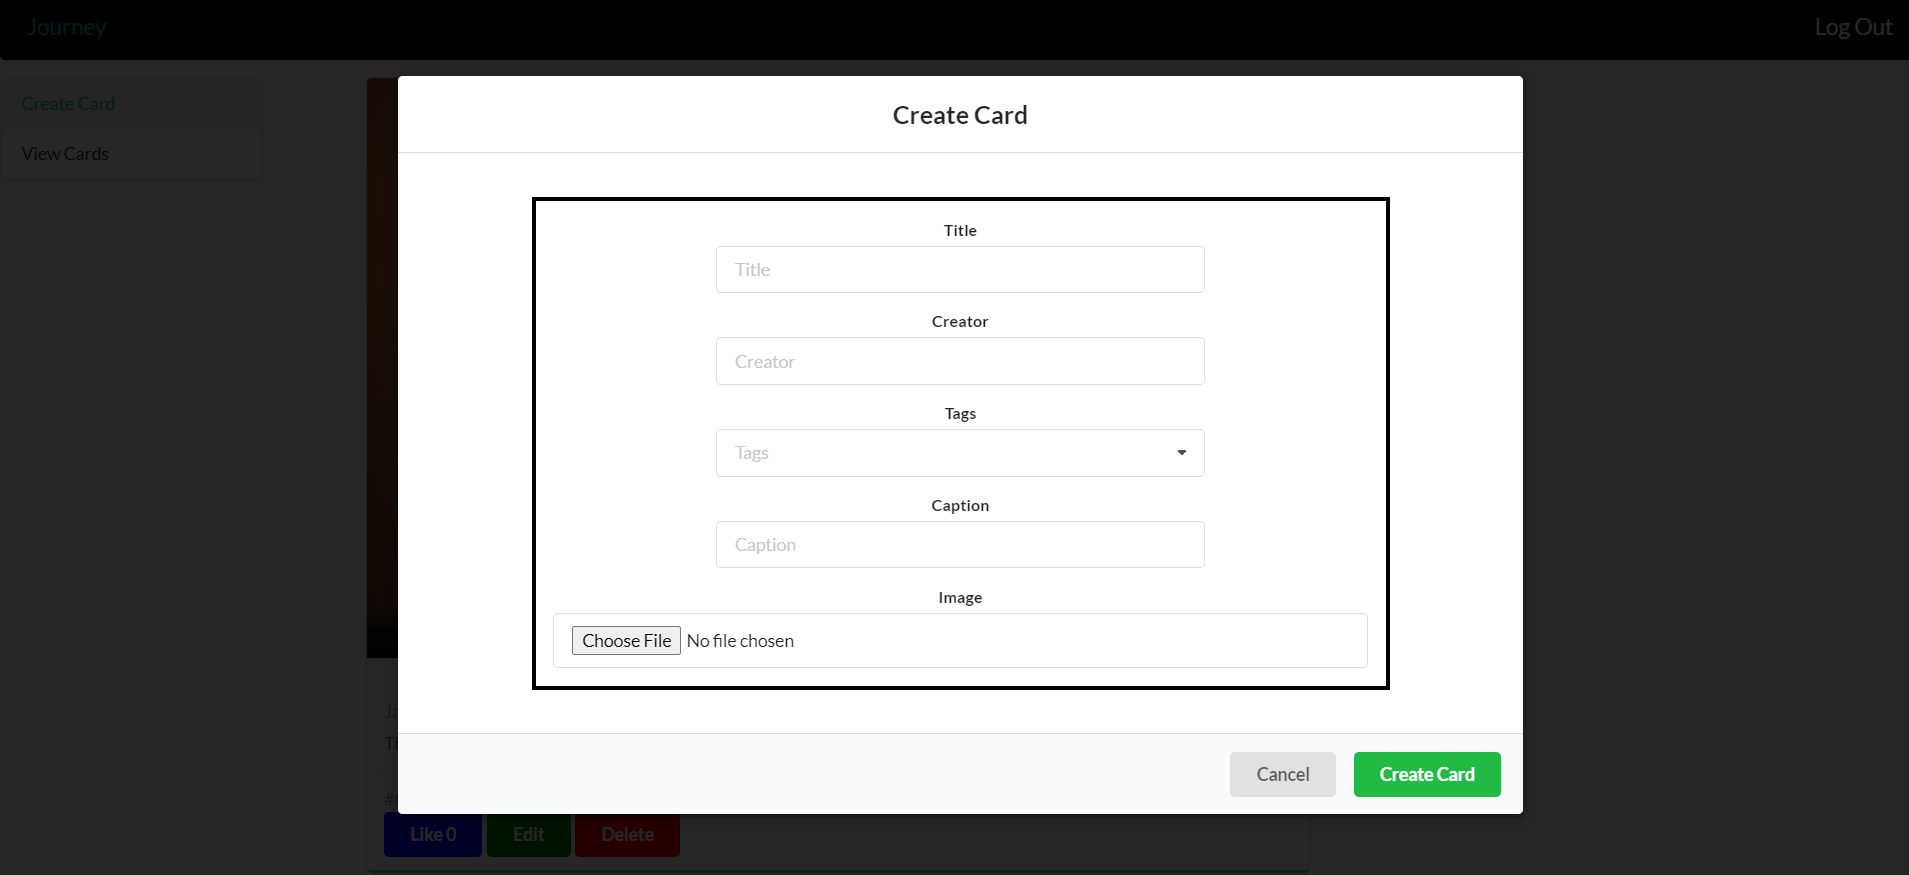 Journey
Log Out
Create Card
View Cards
Create Card
Title
Title
Creator
Creator
Tags
Tags
Caption
Caption
Image
Choose File No file chosen
Cancel
Create Card
Like 0
Edit
Delete